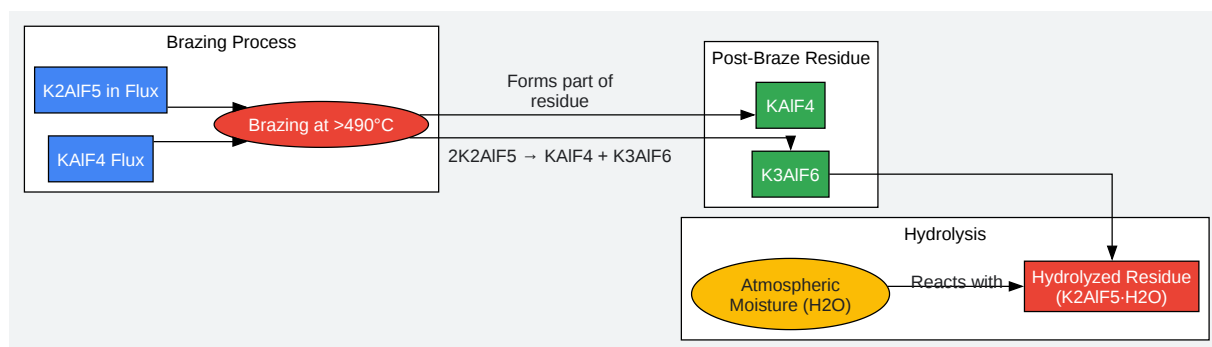 Brazing Process
K2AlF5 in Flux
KAlF4 Flux
Brazing at >490°C
Forms part of
residue
2K2AlF5 → KAlF4 + K3AlF6
Post-Braze Residue
KAlF4
K3AlF6
Hydrolysis
Atmospheric
Moisture (H2O)
Reacts with
Hydrolyzed Residue
(K2AlF5·H2O)